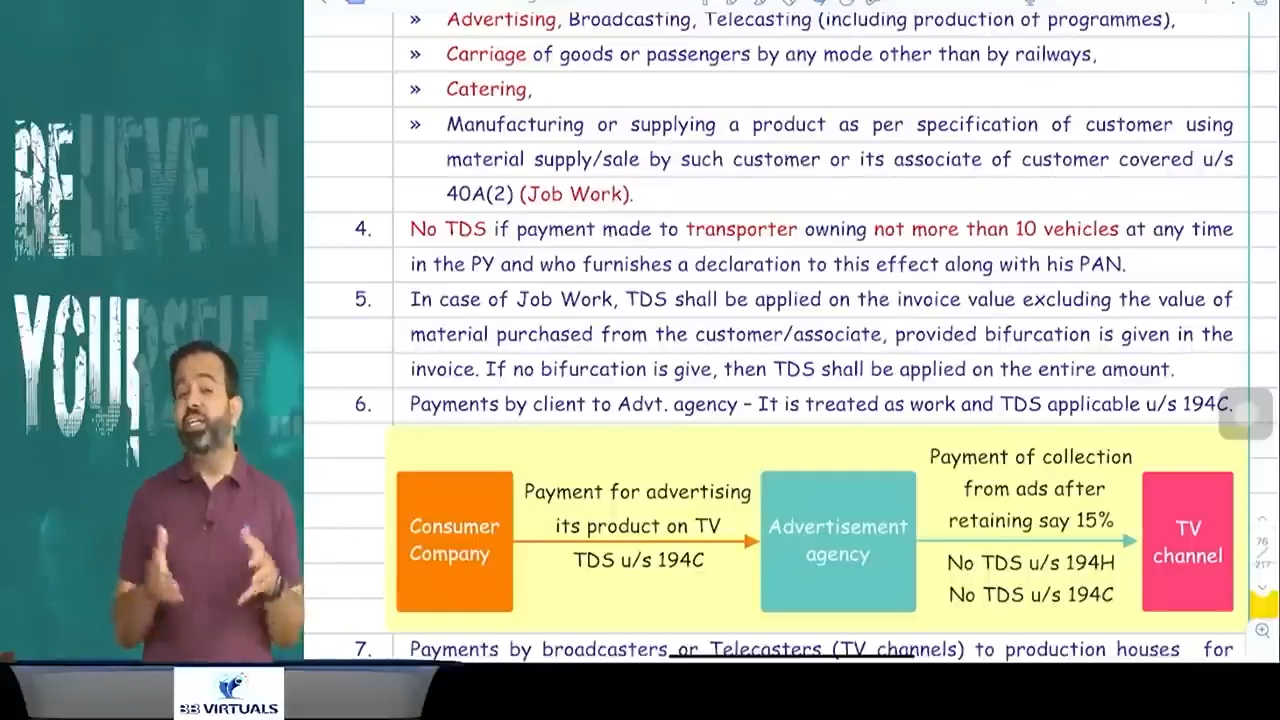 BELIEVE IN
» Advertising, Broadcasting, Telecasting (including production of programmes),
» Carriage of goods or passengers by any mode other than by railways,
» Catering,
» Manufacturing or supplying a product as per specification of customer using
material supply/sale by such customer or its associate of customer covered u/s
40A(2) (Job Work).
4. No TDS if payment made to transporter owning not more than 10 vehicles at any time
in the PY and who furnishes a declaration to this effect along with his PAN.
5. In case of Job Work, TDS shall be applied on the invoice value excluding the value of
material purchased from the customer/associate, provided bifurcation is given in the
invoice. If no bifurcation is give, then TDS shall be applied on the entire amount.
6. Payments by client to Advt. agency – It is treated as work and TDS applicable u/s 194C.
Consumer
Company
Payment for advertising
its product on TV
TDS u/s 194C
Advertisement
agency
Payment of collection
from ads after
retaining say 15%
No TDS u/s 194H
No TDS u/s 194C
TV
channel
7. Payments by broadcasters or Telecasters (TV channels) to production houses for
76
217
BB VIRTUALS